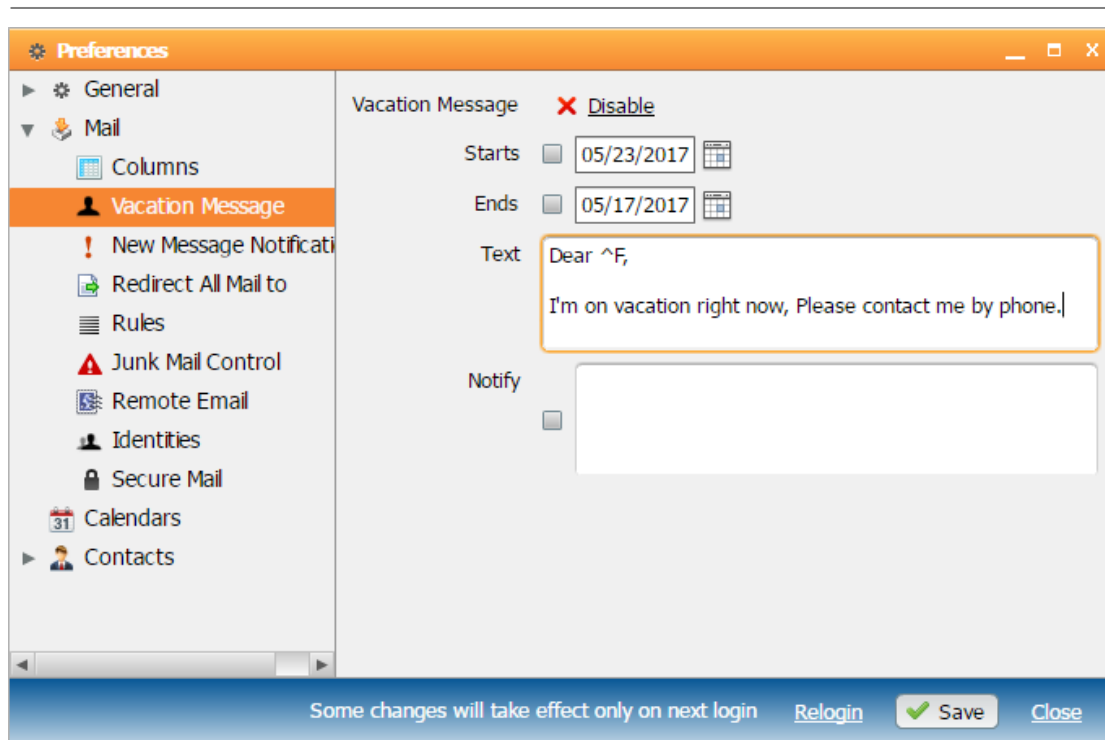 Preferences
General
Mail
Columns
Vacation Message
New Message Notificati
Redirect All Mail to
Rules
Junk Mail Control
Remote Email
Identities
Secure Mail
31 Calendars
Contacts
Vacation Message Disable
Starts 05/23/2017
Ends 05/17/2017
Text Dear ^F,
I'm on vacation right now, Please contact me by phone.
Notify
Some changes will take effect only on next login Relogin Save Close